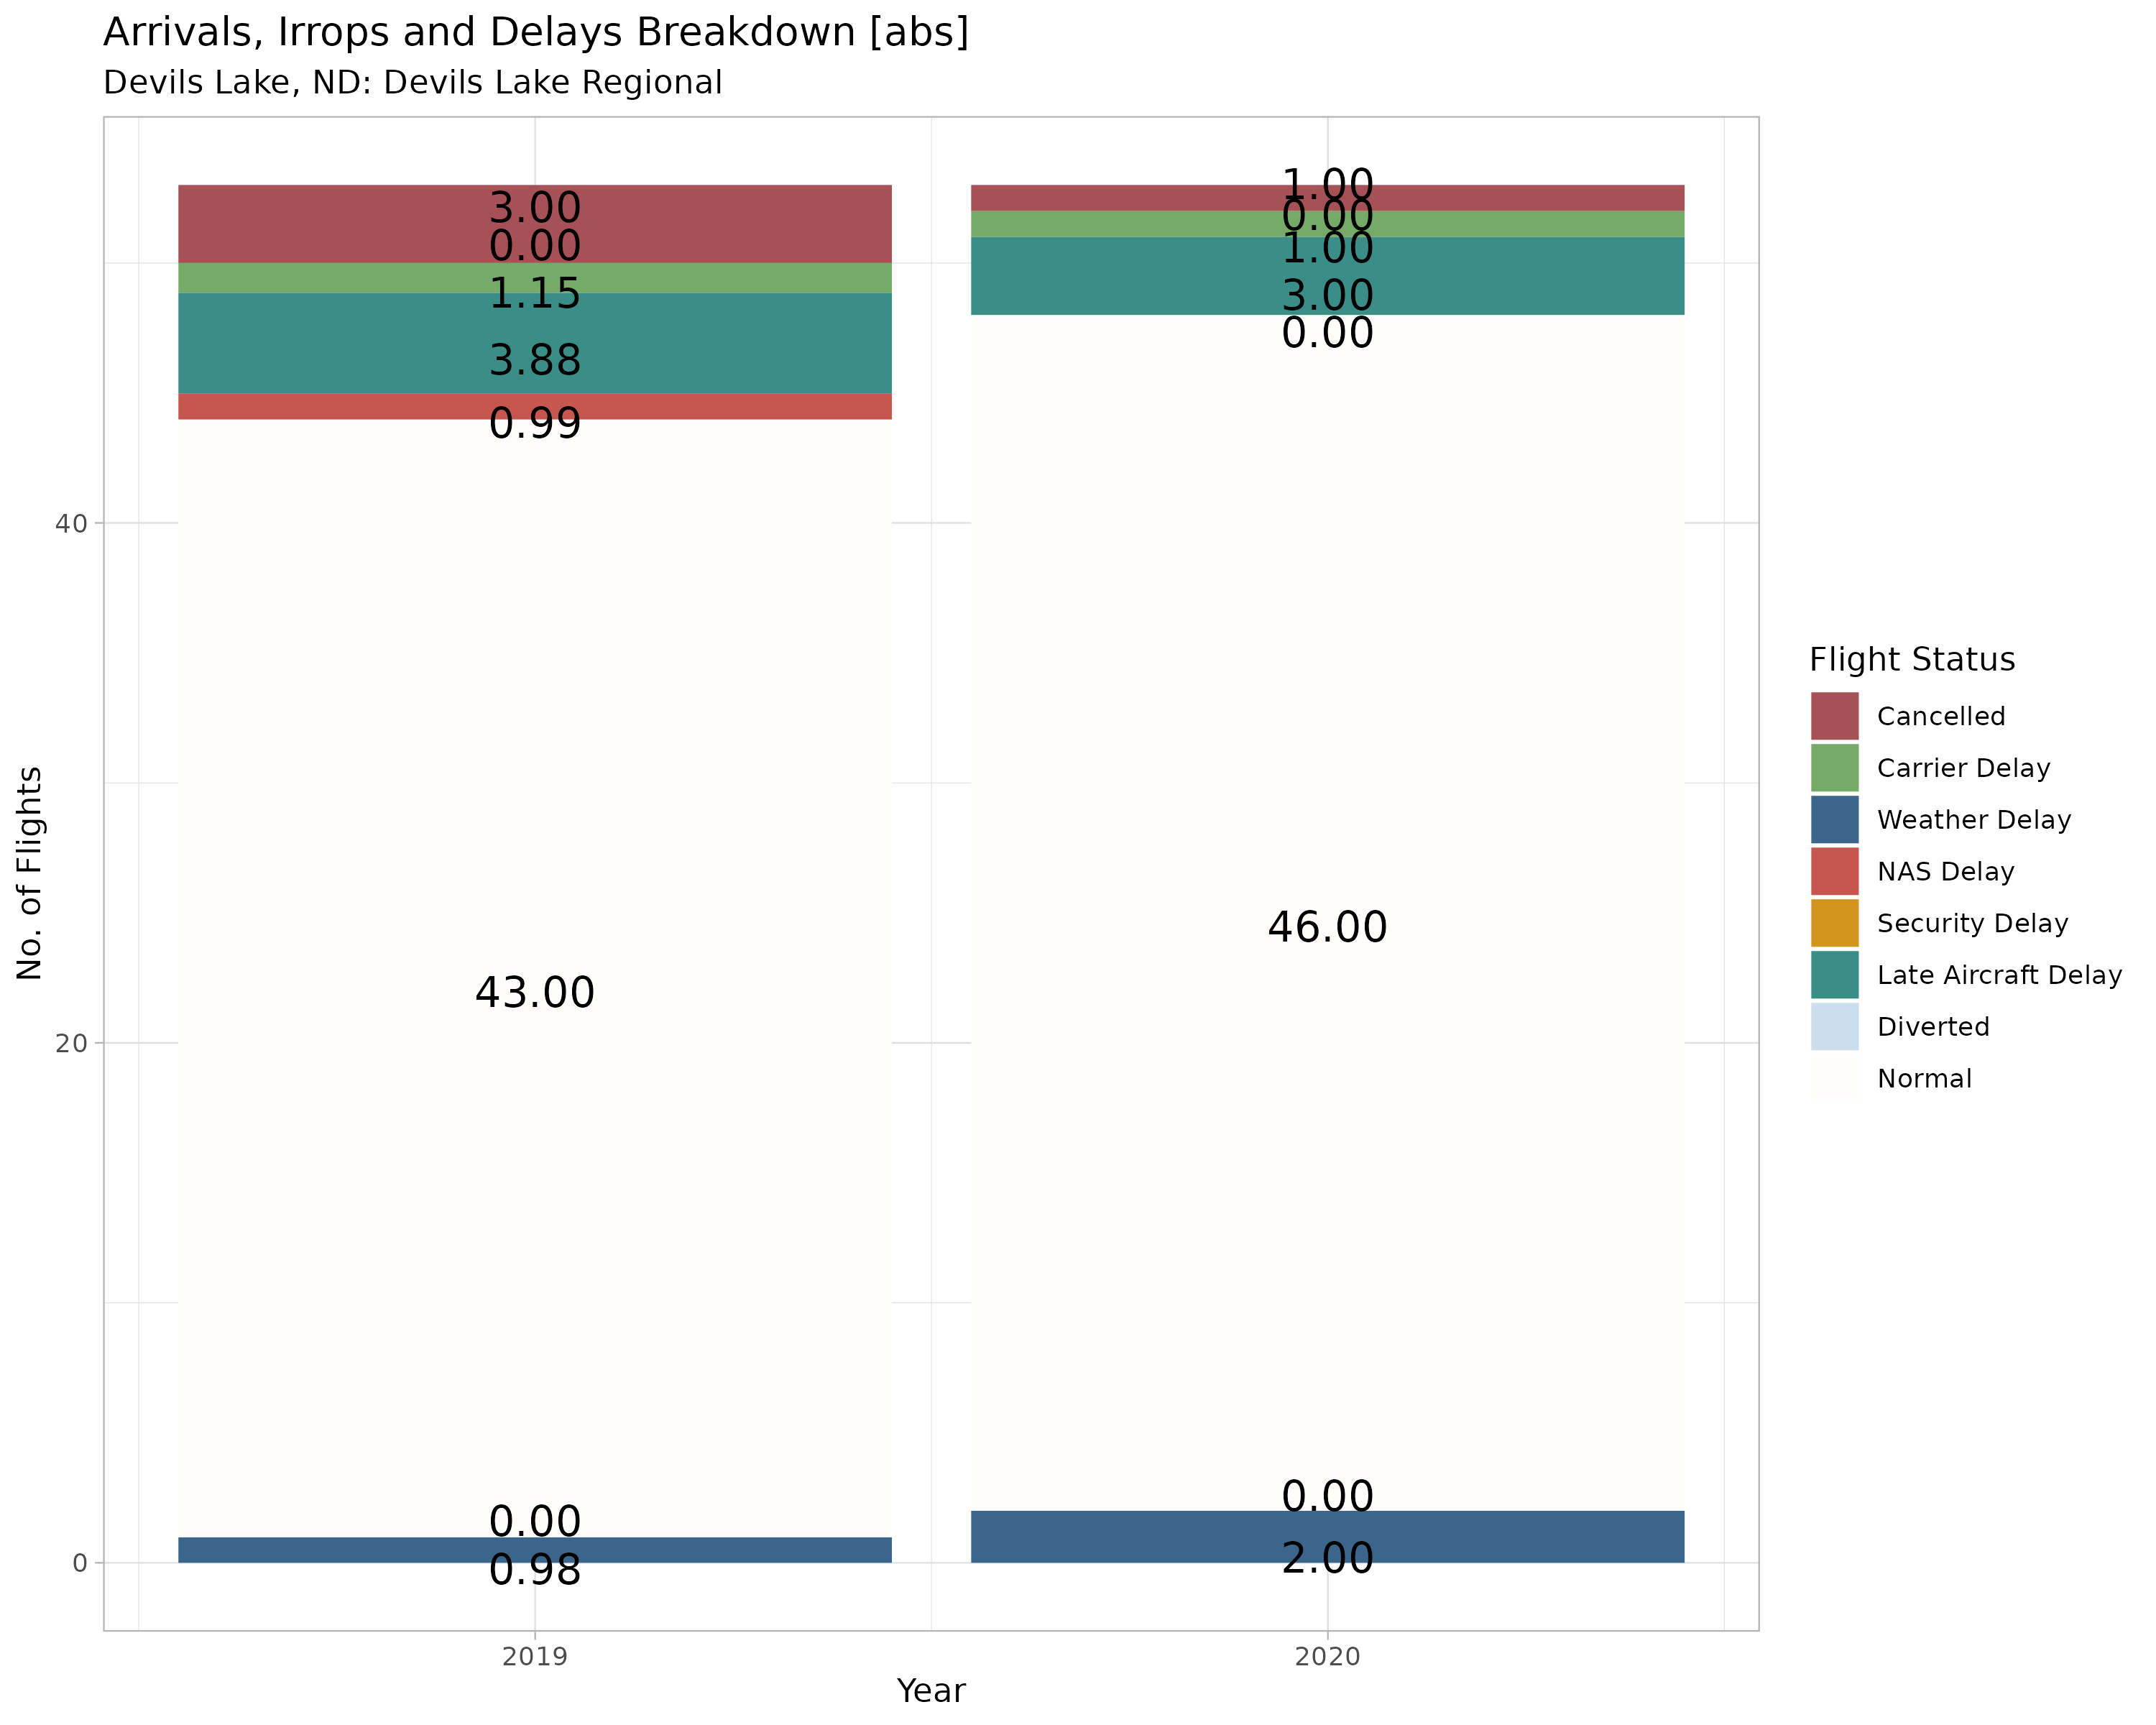 Arrivals, Irrops and Delays Breakdown [abs]
Devils Lake, ND: Devils Lake Regional
No. of Flights
40
20
0
3.00
0.00
1.15
3.88
0.99
43.00
0.00
0.98
1.00
0.00
1.00
3.00
0.00
46.00
0.00
2.00
2019
2020
Year
Flight Status
Cancelled
Carrier Delay
Weather Delay
NAS Delay
Security Delay
Late Aircraft Delay
Diverted
Normal